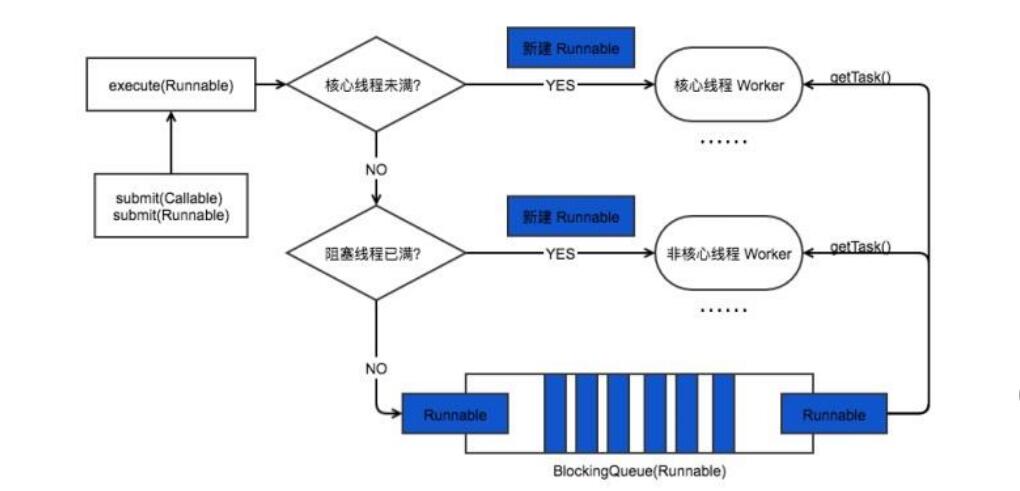 新建 Runnable
execute(Runnable)
核心线程未满?
YES
核心线程 Worker
getTask()
......
NO
submit(Callable)
submit(Runnable)
新建 Runnable
阻塞线程已满?
YES
非核心线程 Worker
getTask()
......
NO
Runnable
Runnable
BlockingQueue(Runnable)